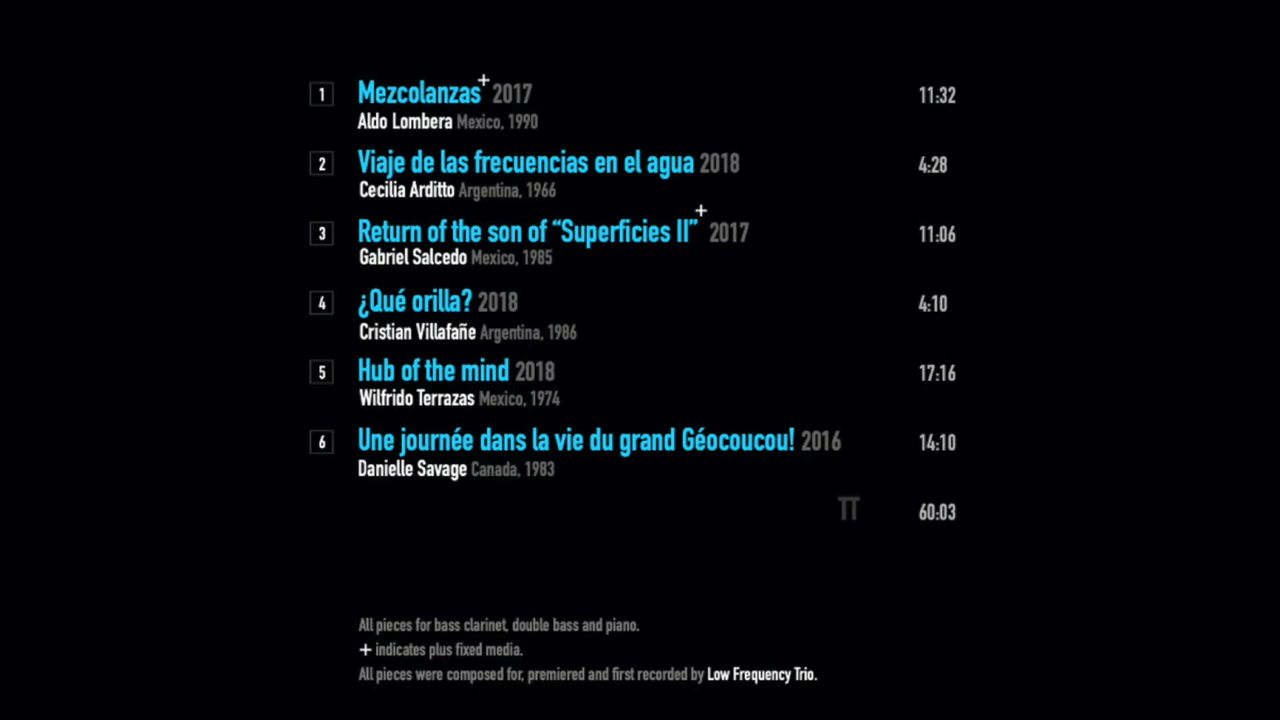 1 Mezcolanzas+ 2017 11:32
Aldo Lombera Mexico, 1990
2 Viaje de las frecuencias en el agua 2018 4:28
Cecilia Arditto Argentina, 1966
3 Return of the son of “Superficies II”+ 2017 11:06
Gabriel Salcedo Mexico, 1985
4 ¿Qué orilla? 2018 4:10
Cristian Villafañe Argentina, 1986
5 Hub of the mind 2018 17:16
Wilfrido Terrazas Mexico, 1974
6 Une journée dans la vie du grand Géocoucou! 2016 14:10
Danielle Savage Canada, 1983
TT 60:03
All pieces for bass clarinet, double bass and piano.
+ indicates plus fixed media.
All pieces were composed for, premiered and first recorded by Low Frequency Trio.